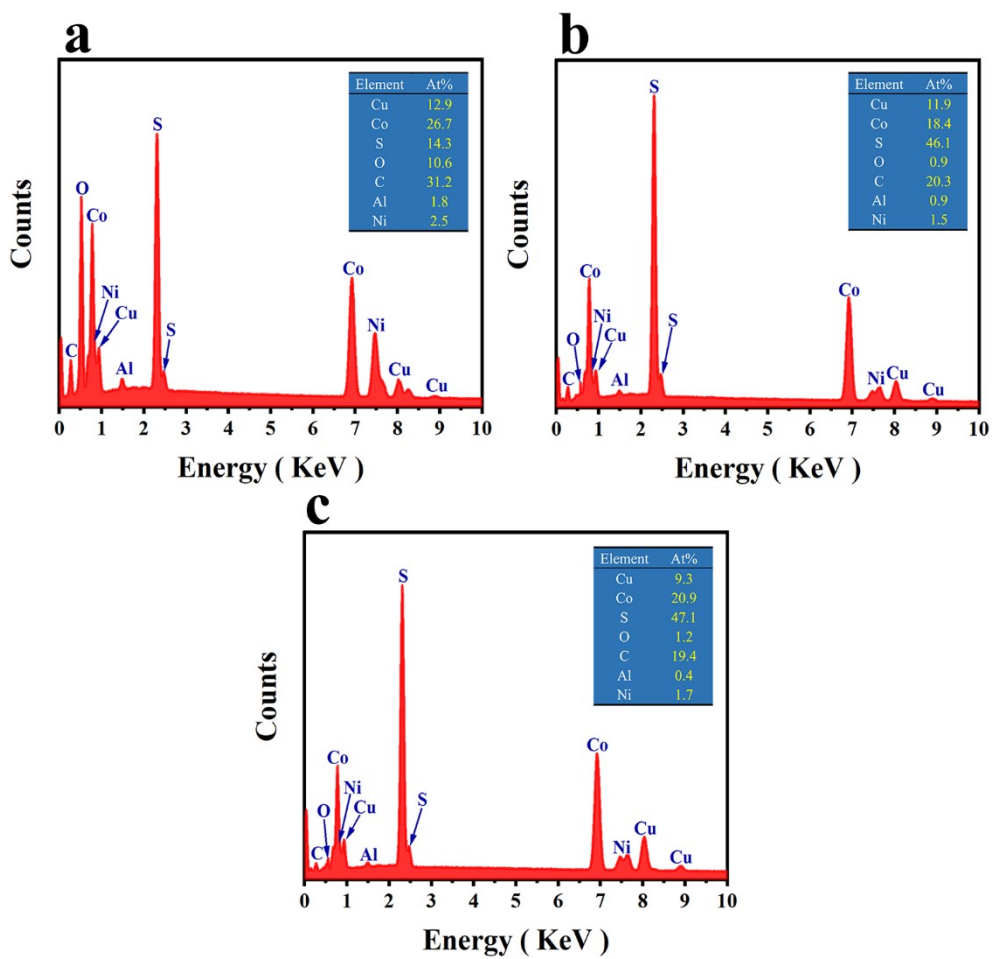 a
S
O
Co
Ni
Cu
C
Al
S
Co
Ni
Cu
Cu
Element At%
Cu 12.9
Co 26.7
S 14.3
O 10.6
C 31.2
Al 1.8
Ni 2.5
Counts
0 1 2 3 4 5 6 7 8 9 10
Energy ( KeV )
b
S
Co
Ni
O
Cu
C
Al
S
Co
Ni
Cu
Cu
Element At%
Cu 11.9
Co 18.4
S 46.1
O 0.9
C 20.3
Al 0.9
Ni 1.5
Counts
0 1 2 3 4 5 6 7 8 9 10
Energy ( KeV )
c
S
Co
Ni
O
Cu
C
Al
S
Co
Ni
Cu
Cu
Element At%
Cu 9.3
Co 20.9
S 47.1
O 1.2
C 19.4
Al 0.4
Ni 1.7
Counts
0 1 2 3 4 5 6 7 8 9 10
Energy ( KeV )